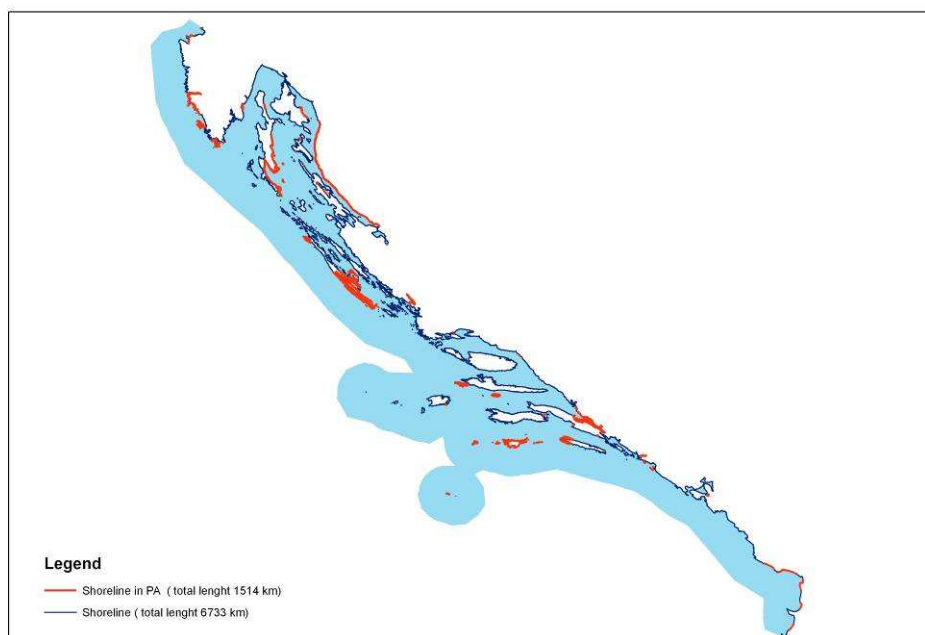 Legend
Shoreline in PA ( total lenght 1514 km)
Shoreline ( total lenght 6733 km)